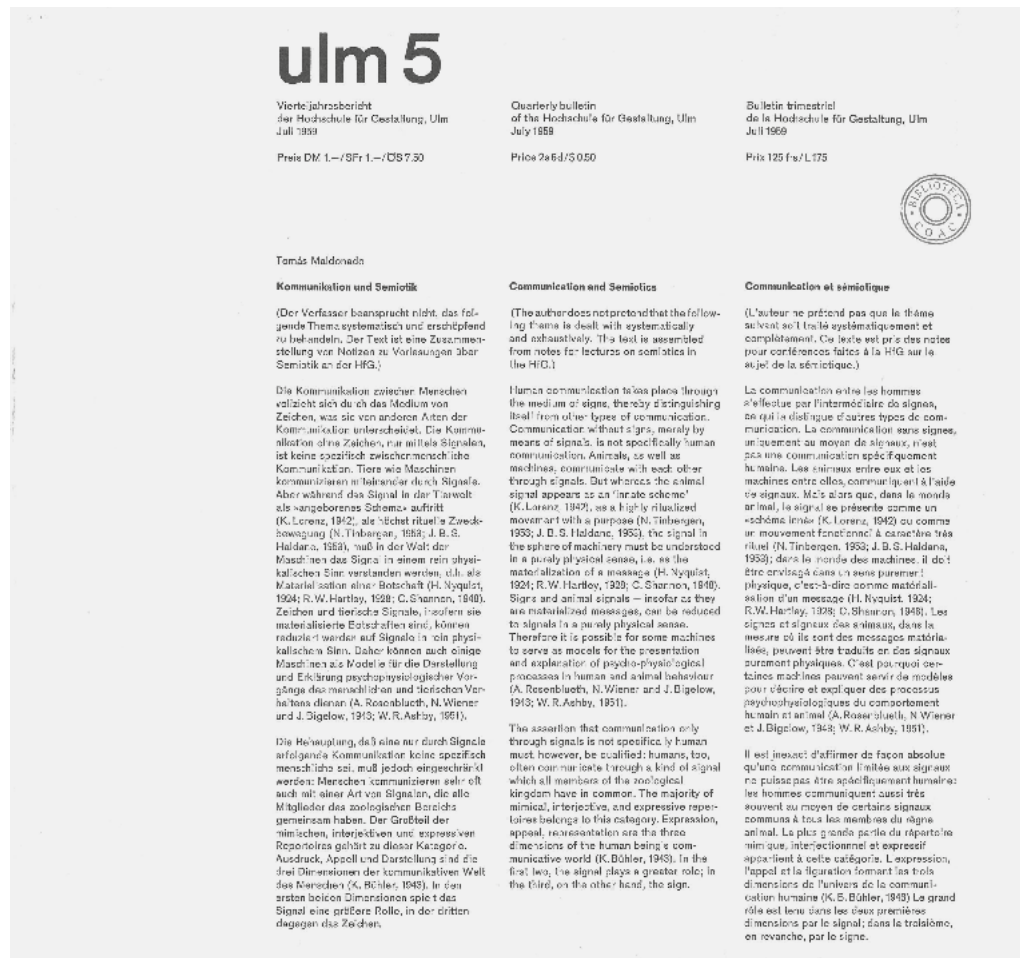 ulm 5
Vierteljahresbericht
der Hochschule für Gestaltung, Ulm
Juli 1959
Preis DM 1.—/SFr 1.—/ÖS 7.50
Quarterly bulletin
of the Hochschule für Gestaltung, Ulm
July 1959
Price 2s 6d/$ 0.50
Bulletin trimestriel
de la Hochschule für Gestaltung, Ulm
Juli 1959
Prix 125 frs/L 175
BIBLIOTECA
COAC
Tomás Maldonado
Kommunikation und Semiotik
(Der Verfasser beansprucht nicht, das fol-
gende Thema systematisch und erschöpfend
zu behandeln. Der Text ist eine Zusammen-
stellung von Notizen zu Vorlesungen über
Semiotik an der HfG.)
Die Kommunikation zwischen Menschen
vollzieht sich durch das Medium von
Zeichen, was sie von anderen Arten der
Kommunikation unterscheidet. Die Kommu-
nikation ohne Zeichen, nur mittels Signalen,
ist keine spezifisch zwischenmenschliche
Kommunikation. Tiere wie Maschinen
kommunizieren miteinander durch Signale.
Aber während das Signal in der Tierwelt
als »angeborenes Schema« auftritt
(K. Lorenz, 1942), als höchst rituelle Zweck-
bewegung (N. Tinbergen, 1953; J. B. S.
Haldane, 1953), muß in der Welt der
Maschinen das Signal in einem rein physi-
kalischen Sinn verstanden werden, d.h. als
Materialisation einer Botschaft (H. Nyquist,
1924; R. W. Hartley, 1928; C. Shannon, 1948).
Zeichen und tierische Signale, insofern sie
materialisierte Botschaften sind, können
reduziert werden auf Signale in rein physi-
kalischem Sinn. Daher können auch einige
Maschinen als Modelle für die Darstellung
und Erklärung psychophysiologischer Vor-
gänge des menschlichen und tierischen Ver-
haltens dienen (A. Rosenblueth, N. Wiener
und J. Bigelow, 1943; W. R. Ashby, 1951).
Die Behauptung, daß eine nur durch Signale
erfolgende Kommunikation keine spezifisch
menschliche sei, muß jedoch eingeschränkt
werden: Menschen kommunizieren sehr oft
auch mit einer Art von Signalen, die alle
Mitglieder des zoologischen Bereichs
gemeinsam haben. Der Großteil der
mimischen, interjektiven und expressiven
Repertoires gehört zu dieser Kategorie.
Ausdruck, Appell und Darstellung sind die
drei Dimensionen der kommunikativen Welt
des Menschen (K. Bühler, 1943). In den
ersten beiden Dimensionen spielt das
Signal eine größere Rolle, in der dritten
dagegen das Zeichen.
Communication and Semiotics
(The author does not pretend that the follow-
ing theme is dealt with systematically
and exhaustively. The text is assembled
from notes for lectures on semiotics in
the HfG.)
Human communication takes place through
the medium of signs, thereby distinguishing
itself from other types of communication.
Communication without signs, merely by
means of signals, is not specifically human
communication. Animals, as well as
machines, communicate with each other
through signals. But whereas the animal
signal appears as an 'innate scheme'
(K. Lorenz, 1942), as a highly ritualized
movement with a purpose (N. Tinbergen,
1953; J. B. S. Haldane, 1953), the signal in
the sphere of machinery must be understood
in a purely physical sense, i.e. as the
materialization of a message (H. Nyquist,
1924; R. W. Hartley, 1928; C. Shannon, 1948).
Signs and animal signals — insofar as they
are materialized messages, can be reduced
to signals in a purely physical sense.
Therefore it is possible for some machines
to serve as models for the presentation
and explanation of psycho-physiological
processes in human and animal behaviour
(A. Rosenblueth, N. Wiener and J. Bigelow,
1943; W. R. Ashby, 1951).
The assertion that communication only
through signals is not specifically human
must, however, be qualified: humans, too,
often communicate through a kind of signal
which all members of the zoological
kingdom have in common. The majority of
mimical, interjective, and expressive reper-
toires belongs to this category. Expression,
appeal, representation are the three
dimensions of the human being's com-
municative world (K. Bühler, 1943). In the
first two, the signal plays a greater role; in
the third, on the other hand, the sign.
Communication et sémiotique
(L'auteur ne prétend pas que le thème
suivant soit traité systématiquement et
complètement. Ce texte est pris des notes
pour conférences faites à la HfG sur le
sujet de la sémiotique.)
La communication entre les hommes
s'effectue par l'intermédiaire de signes,
ce qui la distingue d'autres types de com-
munication. La communication sans signes,
uniquement au moyen de signaux, n'est
pas une communication spécifiquement
humaine. Les animaux entre eux et les
machines entre elles, communiquent à l'aide
de signaux. Mais alors que, dans le monde
animal, le signal se présente comme un
«schéma inné» (K. Lorenz, 1942) ou comme
un mouvement fonctionnel à caractère très
rituel (N. Tinbergen, 1953; J. B. S. Haldane,
1953); dans le monde des machines, il doit
être envisagé dans un sens purement
physique, c'est-à-dire comme matériali-
sation d'un message (H. Nyquist, 1924;
R. W. Hartley, 1928; C. Shannon, 1948). Les
signes et signaux des animaux, dans la
mesure où ils sont des messages matéria-
lisés, peuvent être traduits en des signaux
purement physiques. C'est pourquoi cer-
taines machines peuvent servir de modèles
pour décrire et expliquer des processus
psychophysiologiques du comportement
humain et animal (A. Rosenblueth, N Wiener
et J. Bigelow, 1943; W. R. Ashby, 1951).
Il est inexact d'affirmer de façon absolue
qu'une communication limitée aux signaux
ne puisse pas être spécifiquement humaine:
les hommes communiquent aussi très
souvent au moyen de certains signaux
communs à tous les membres du règne
animal. La plus grande partie du répertoire
mimique, interjectionnnel et expressif
appartient à cette catégorie. L'expression,
l'appel et la figuration forment les trois
dimensions de l'univers de la communi-
cation humaine (K. B. Bühler, 1943) Le grand
rôle est tenu dans les deux premières
dimensions par le signal; dans la troisième,
en revanche, par le signe.